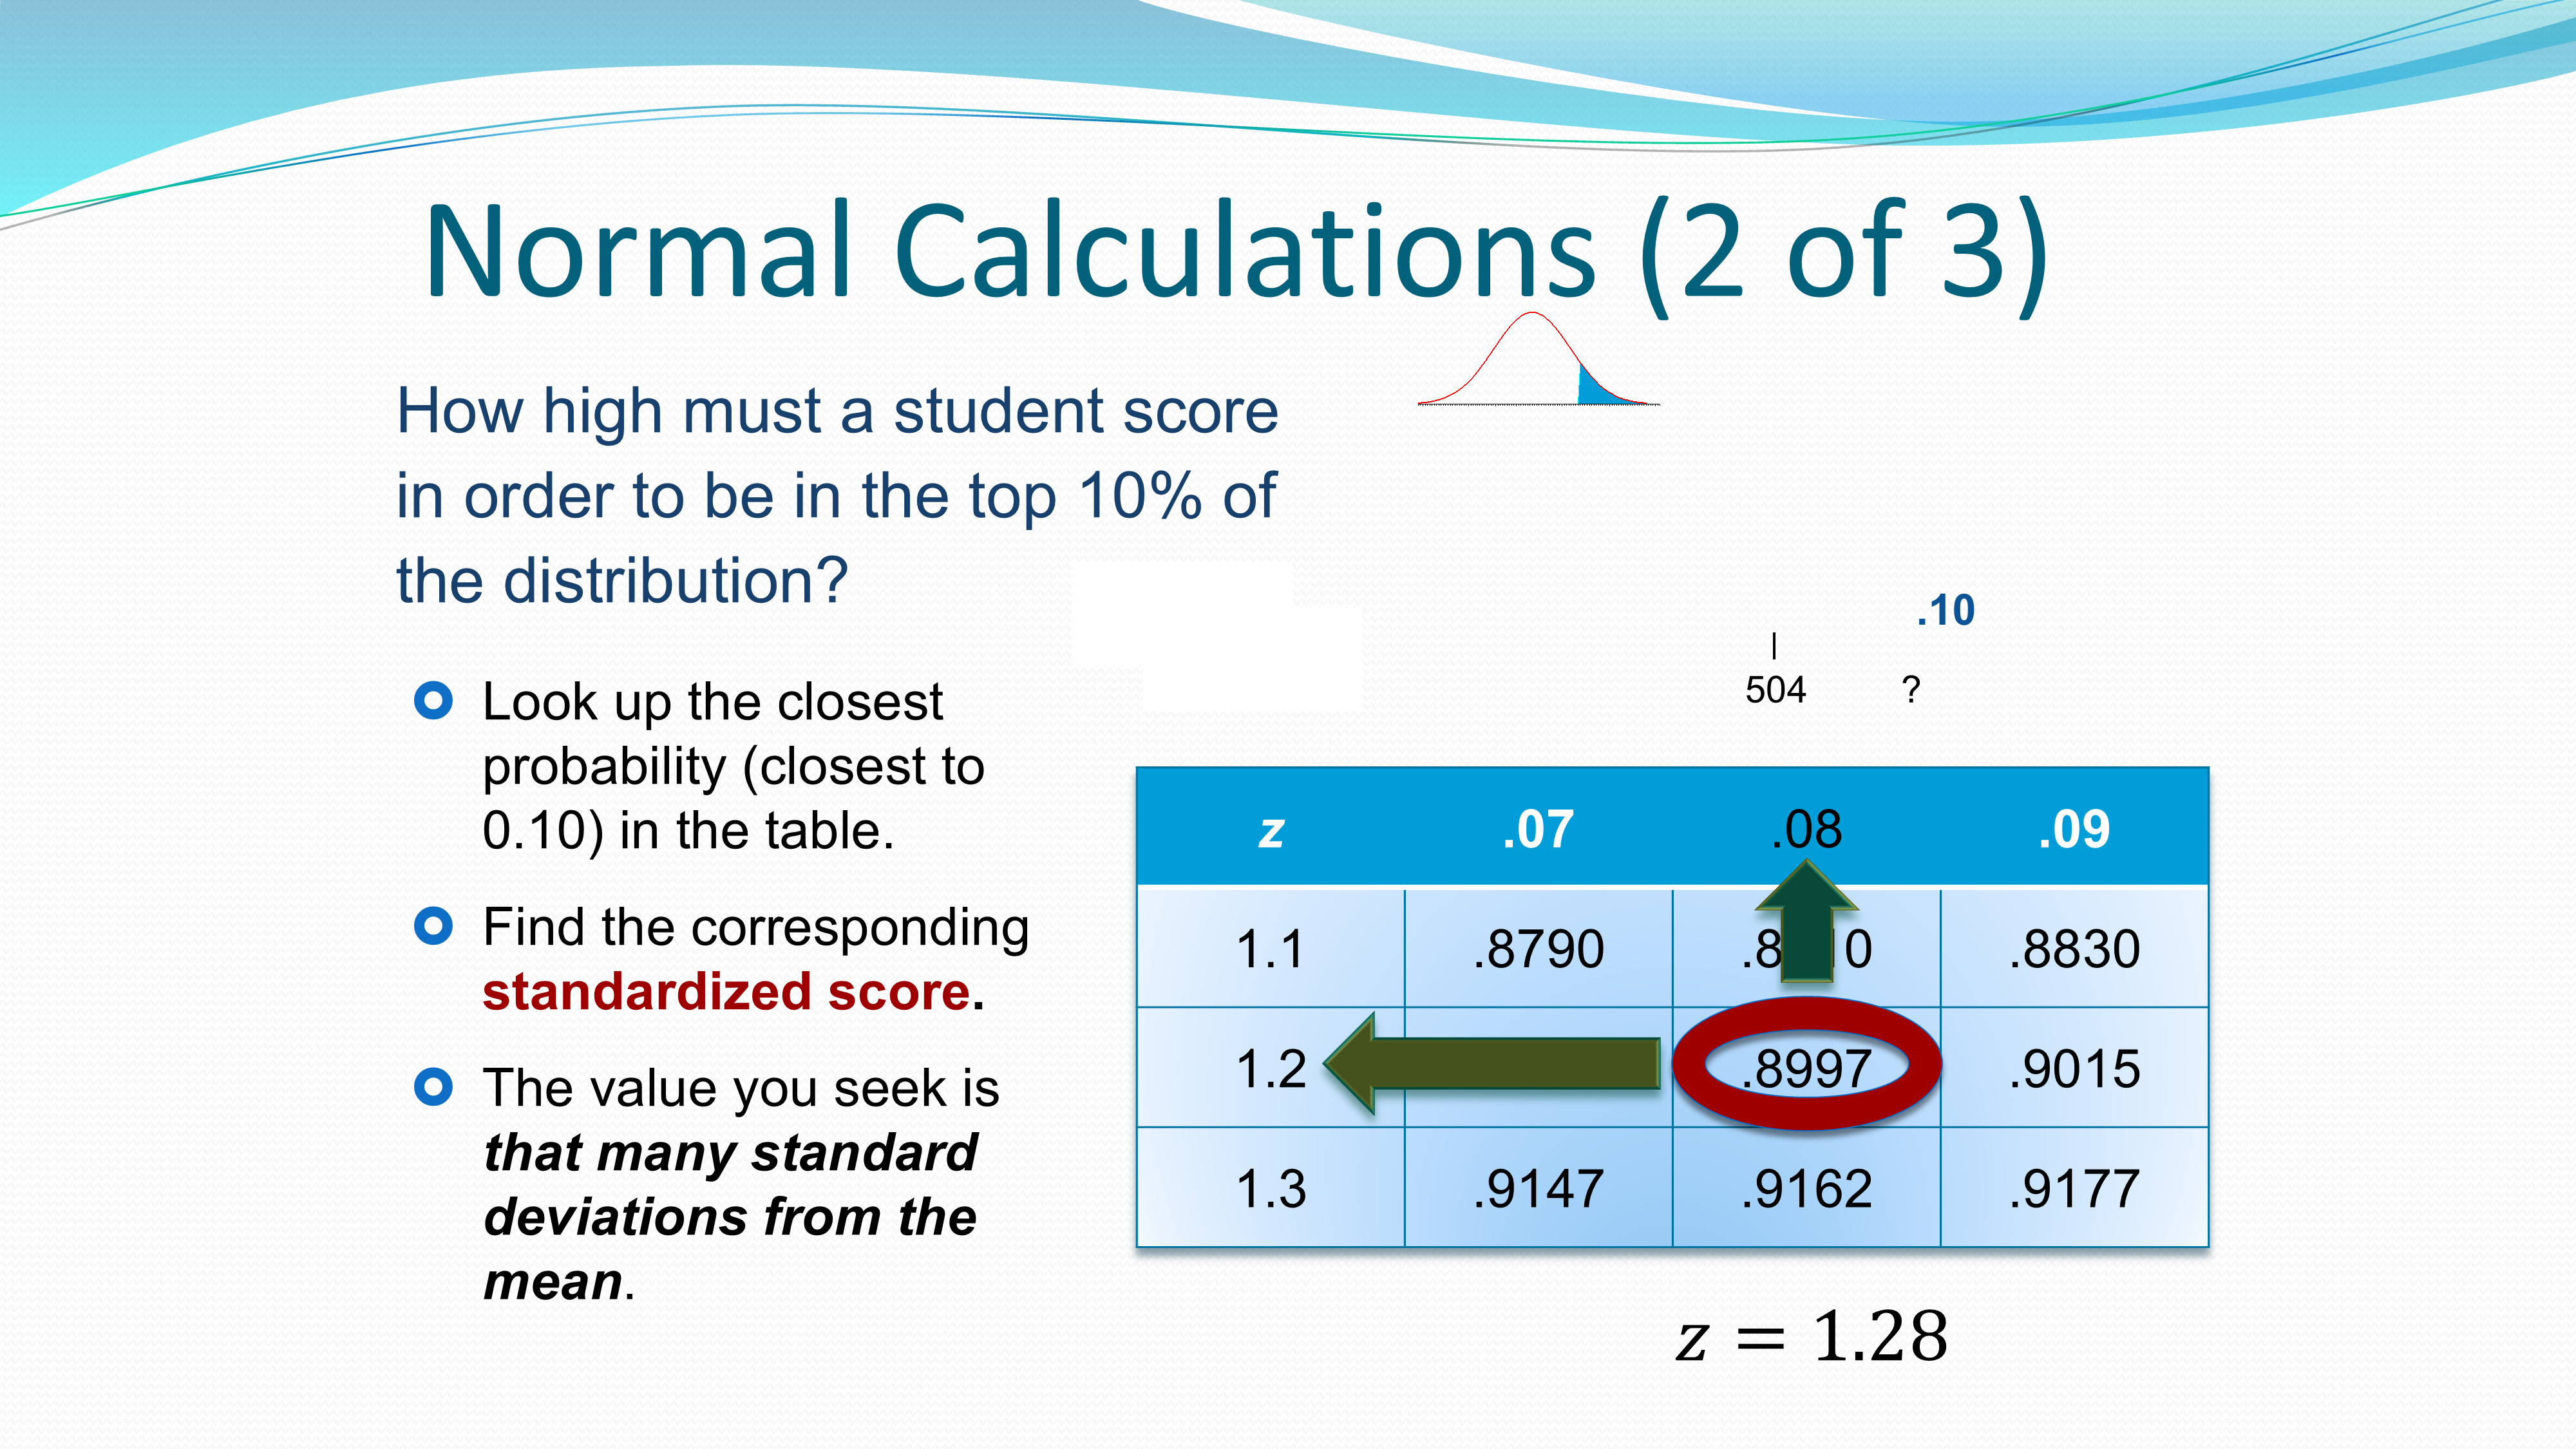 Normal Calculations (2 of 3)
How high must a student score
in order to be in the top 10% of
the distribution?
.10
504 ?
Look up the closest
probability (closest to
0.10) in the table.
Find the corresponding
standardized score.
The value you seek is
that many standard
deviations from the
mean.
z .07 .08 .09
1.1 .8790 .8830
1.2 .8997 .9015
1.3 .9147 .9162 .9177
z = 1.28